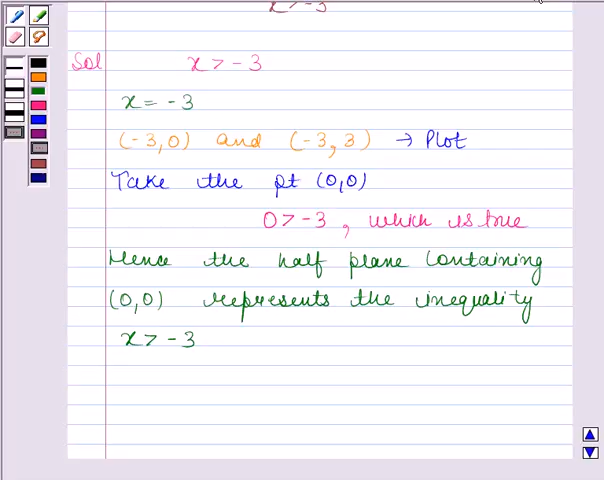 x > -3
Sol x > -3
x = -3
(-3,0) and (-3,3) → Plot
Take the pt (0,0)
0 > -3, which is true
Hence the half plane containing
(0,0) represents the inequality
x > -3